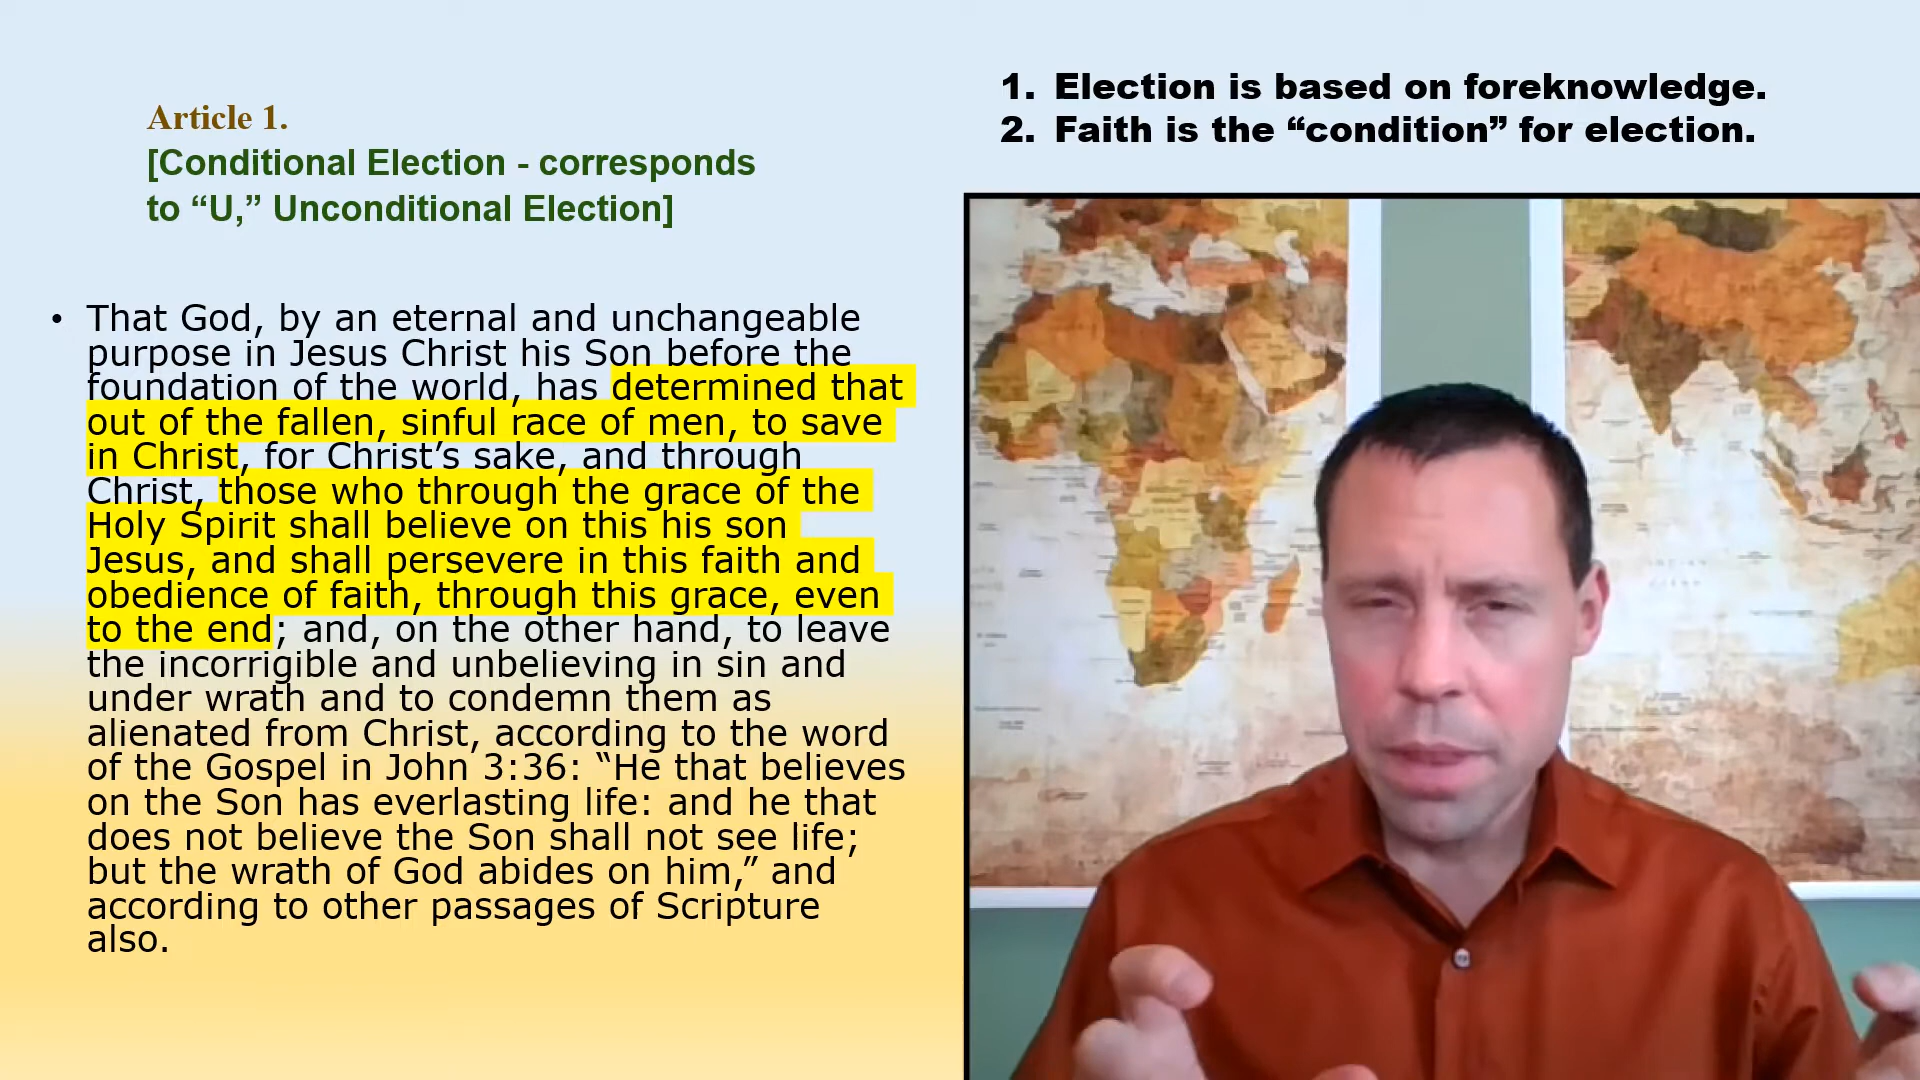 Article 1.
[Conditional Election - corresponds
to “U,” Unconditional Election]
1. Election is based on foreknowledge.
2. Faith is the “condition” for election.
• That God, by an eternal and unchangeable
purpose in Jesus Christ his Son before the
foundation of the world, has determined that
out of the fallen, sinful race of men, to save
in Christ, for Christ’s sake, and through
Christ, those who through the grace of the
Holy Spirit shall believe on this his son
Jesus, and shall persevere in this faith and
obedience of faith, through this grace, even
to the end; and, on the other hand, to leave
the incorrigible and unbelieving in sin and
under wrath and to condemn them as
alienated from Christ, according to the word
of the Gospel in John 3:36: “He that believes
on the Son has everlasting life: and he that
does not believe the Son shall not see life;
but the wrath of God abides on him,” and
according to other passages of Scripture
also.